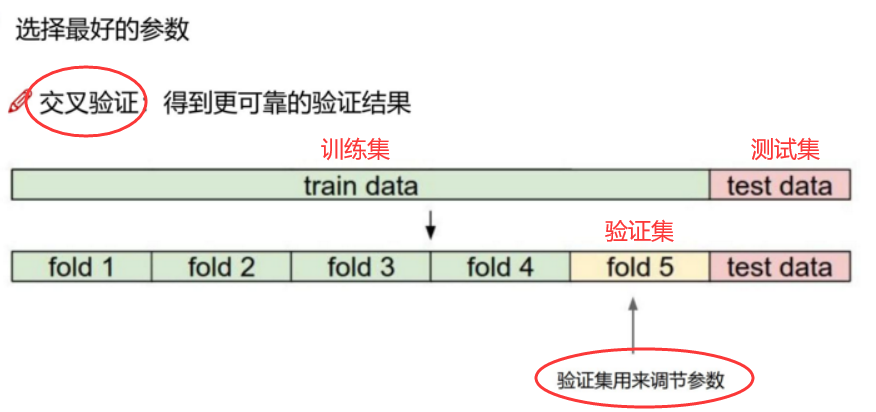 选择最好的参数
交叉验证：得到更可靠的验证结果
训练集 测试集
train data test data
验证集
fold 1 fold 2 fold 3 fold 4 fold 5 test data
验证集用来调节参数